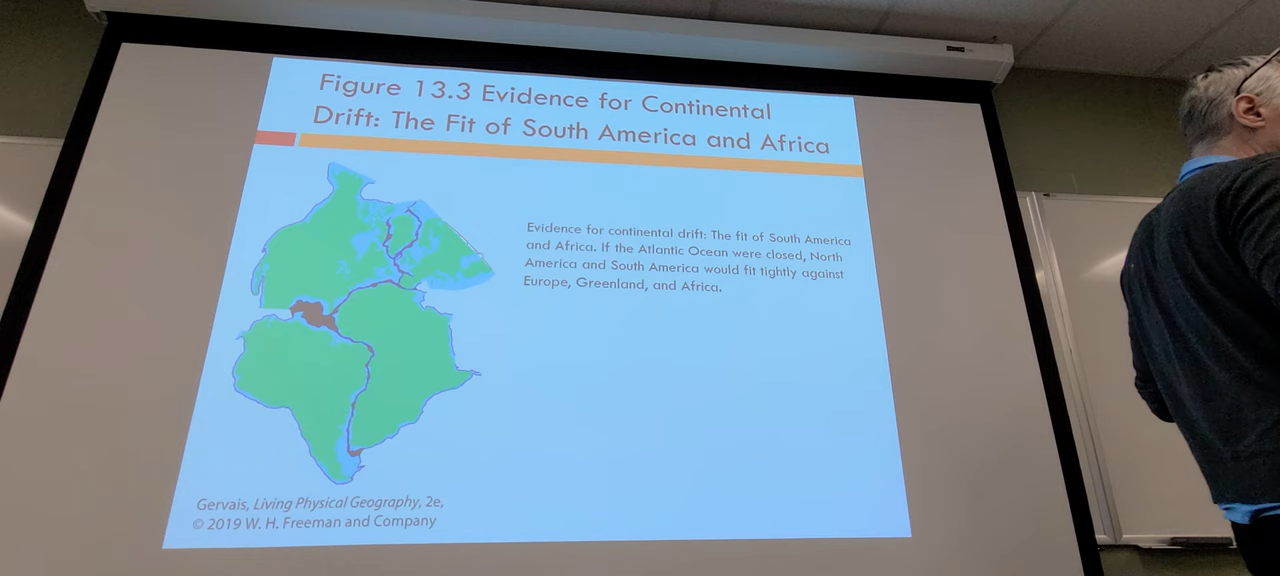 Figure 13.3 Evidence for Continental
Drift: The Fit of South America and Africa
Evidence for continental drift: The fit of South America
and Africa. If the Atlantic Ocean were closed, North
America and South America would fit tightly against
Europe, Greenland, and Africa.
Gervais, Living Physical Geography, 2e,
© 2019 W. H. Freeman and Company